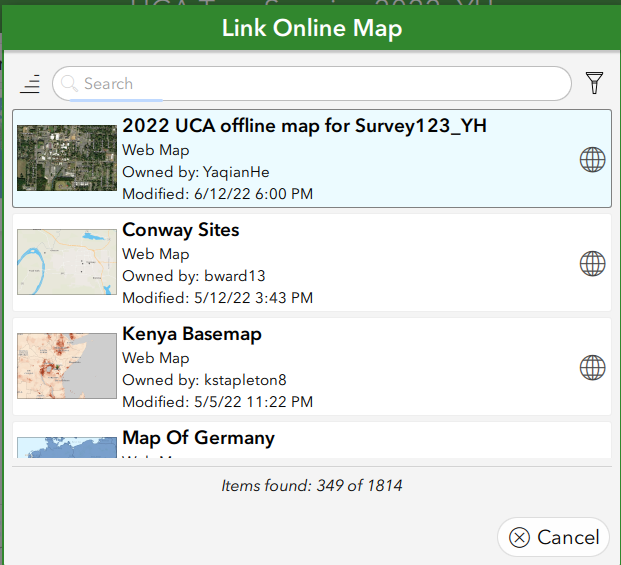 Link Online Map
Search
2022 UCA offline map for Survey123_YH
Web Map
Owned by: YaqianHe
Modified: 6/12/22 6:00 PM
Conway Sites
Web Map
Owned by: bward13
Modified: 5/12/22 3:43 PM
Kenya Basemap
Web Map
Owned by: kstapleton8
Modified: 5/5/22 11:22 PM
Map Of Germany
Items found: 349 of 1814
Cancel